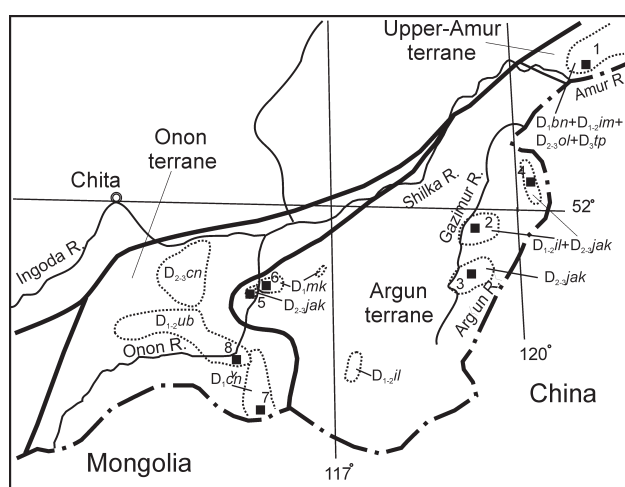 Upper-Amur
terrane
1
Amur R.
D₁bn+D₁₋₂im+
D₂₋₃ol+D₃tp
Onon
terrane
Chita
4
Shilka R.
Gazimur R.
52°
2
D₁₋₂il+D₂₋₃jak
Ingoda R.
D₂₋₃cn
6
D₁mk
5
D₂₋₃jak
3
D₂₋₃jak
Argun
terrane
Argun R.
D₁₋₂ub
Onon R.
8
120°
D₁cn
D₁₋₂il
7
China
Mongolia
117°